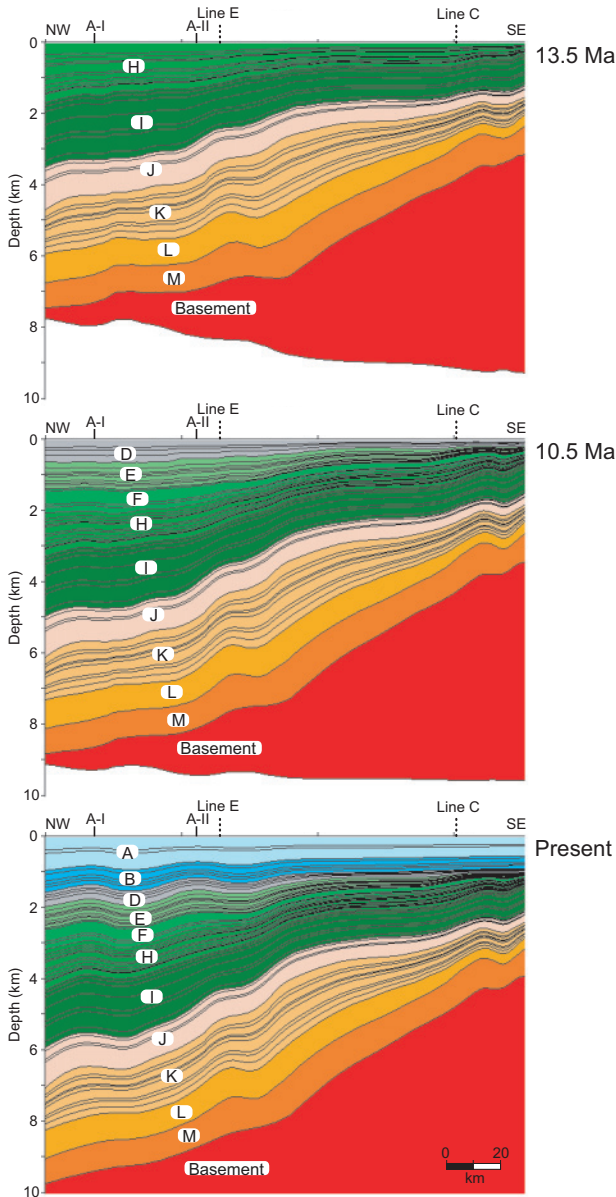 Line E Line C
NW A-I A-II SE
13.5 Ma
0
H
2
I
J
4
K
L
6
M
Basement
8
10
Depth (km)
Line E Line C
NW A-I A-II SE
10.5 Ma
0
D
E
F
2
H
I
4
J
K
6
L
M
8
Basement
10
Depth (km)
Line E Line C
NW A-I A-II SE
Present
0
A
B
D
2
E
F
H
4
I
J
6
K
L
8
M
Basement
10
Depth (km)
0 20
km